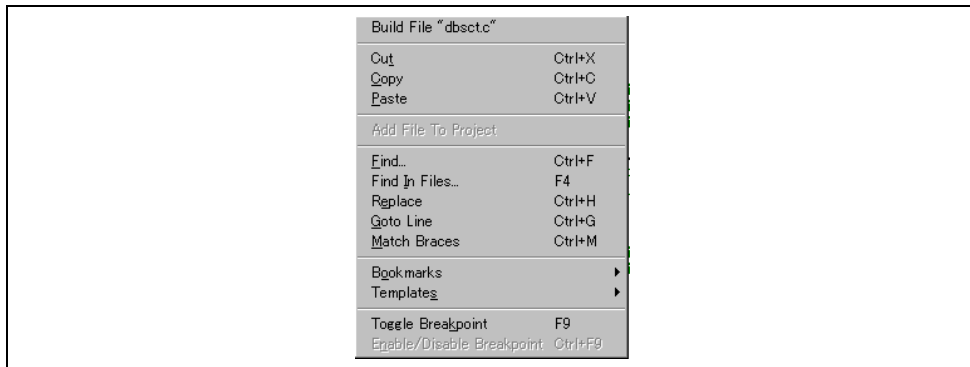 Build File "dbsct.c"
Cut Ctrl+X
Copy Ctrl+C
Paste Ctrl+V
Add File To Project
Find... Ctrl+F
Find In Files... F4
Replace Ctrl+H
Goto Line Ctrl+G
Match Braces Ctrl+M
Bookmarks
Templates
Toggle Breakpoint F9
Enable/Disable Breakpoint Ctrl+F9